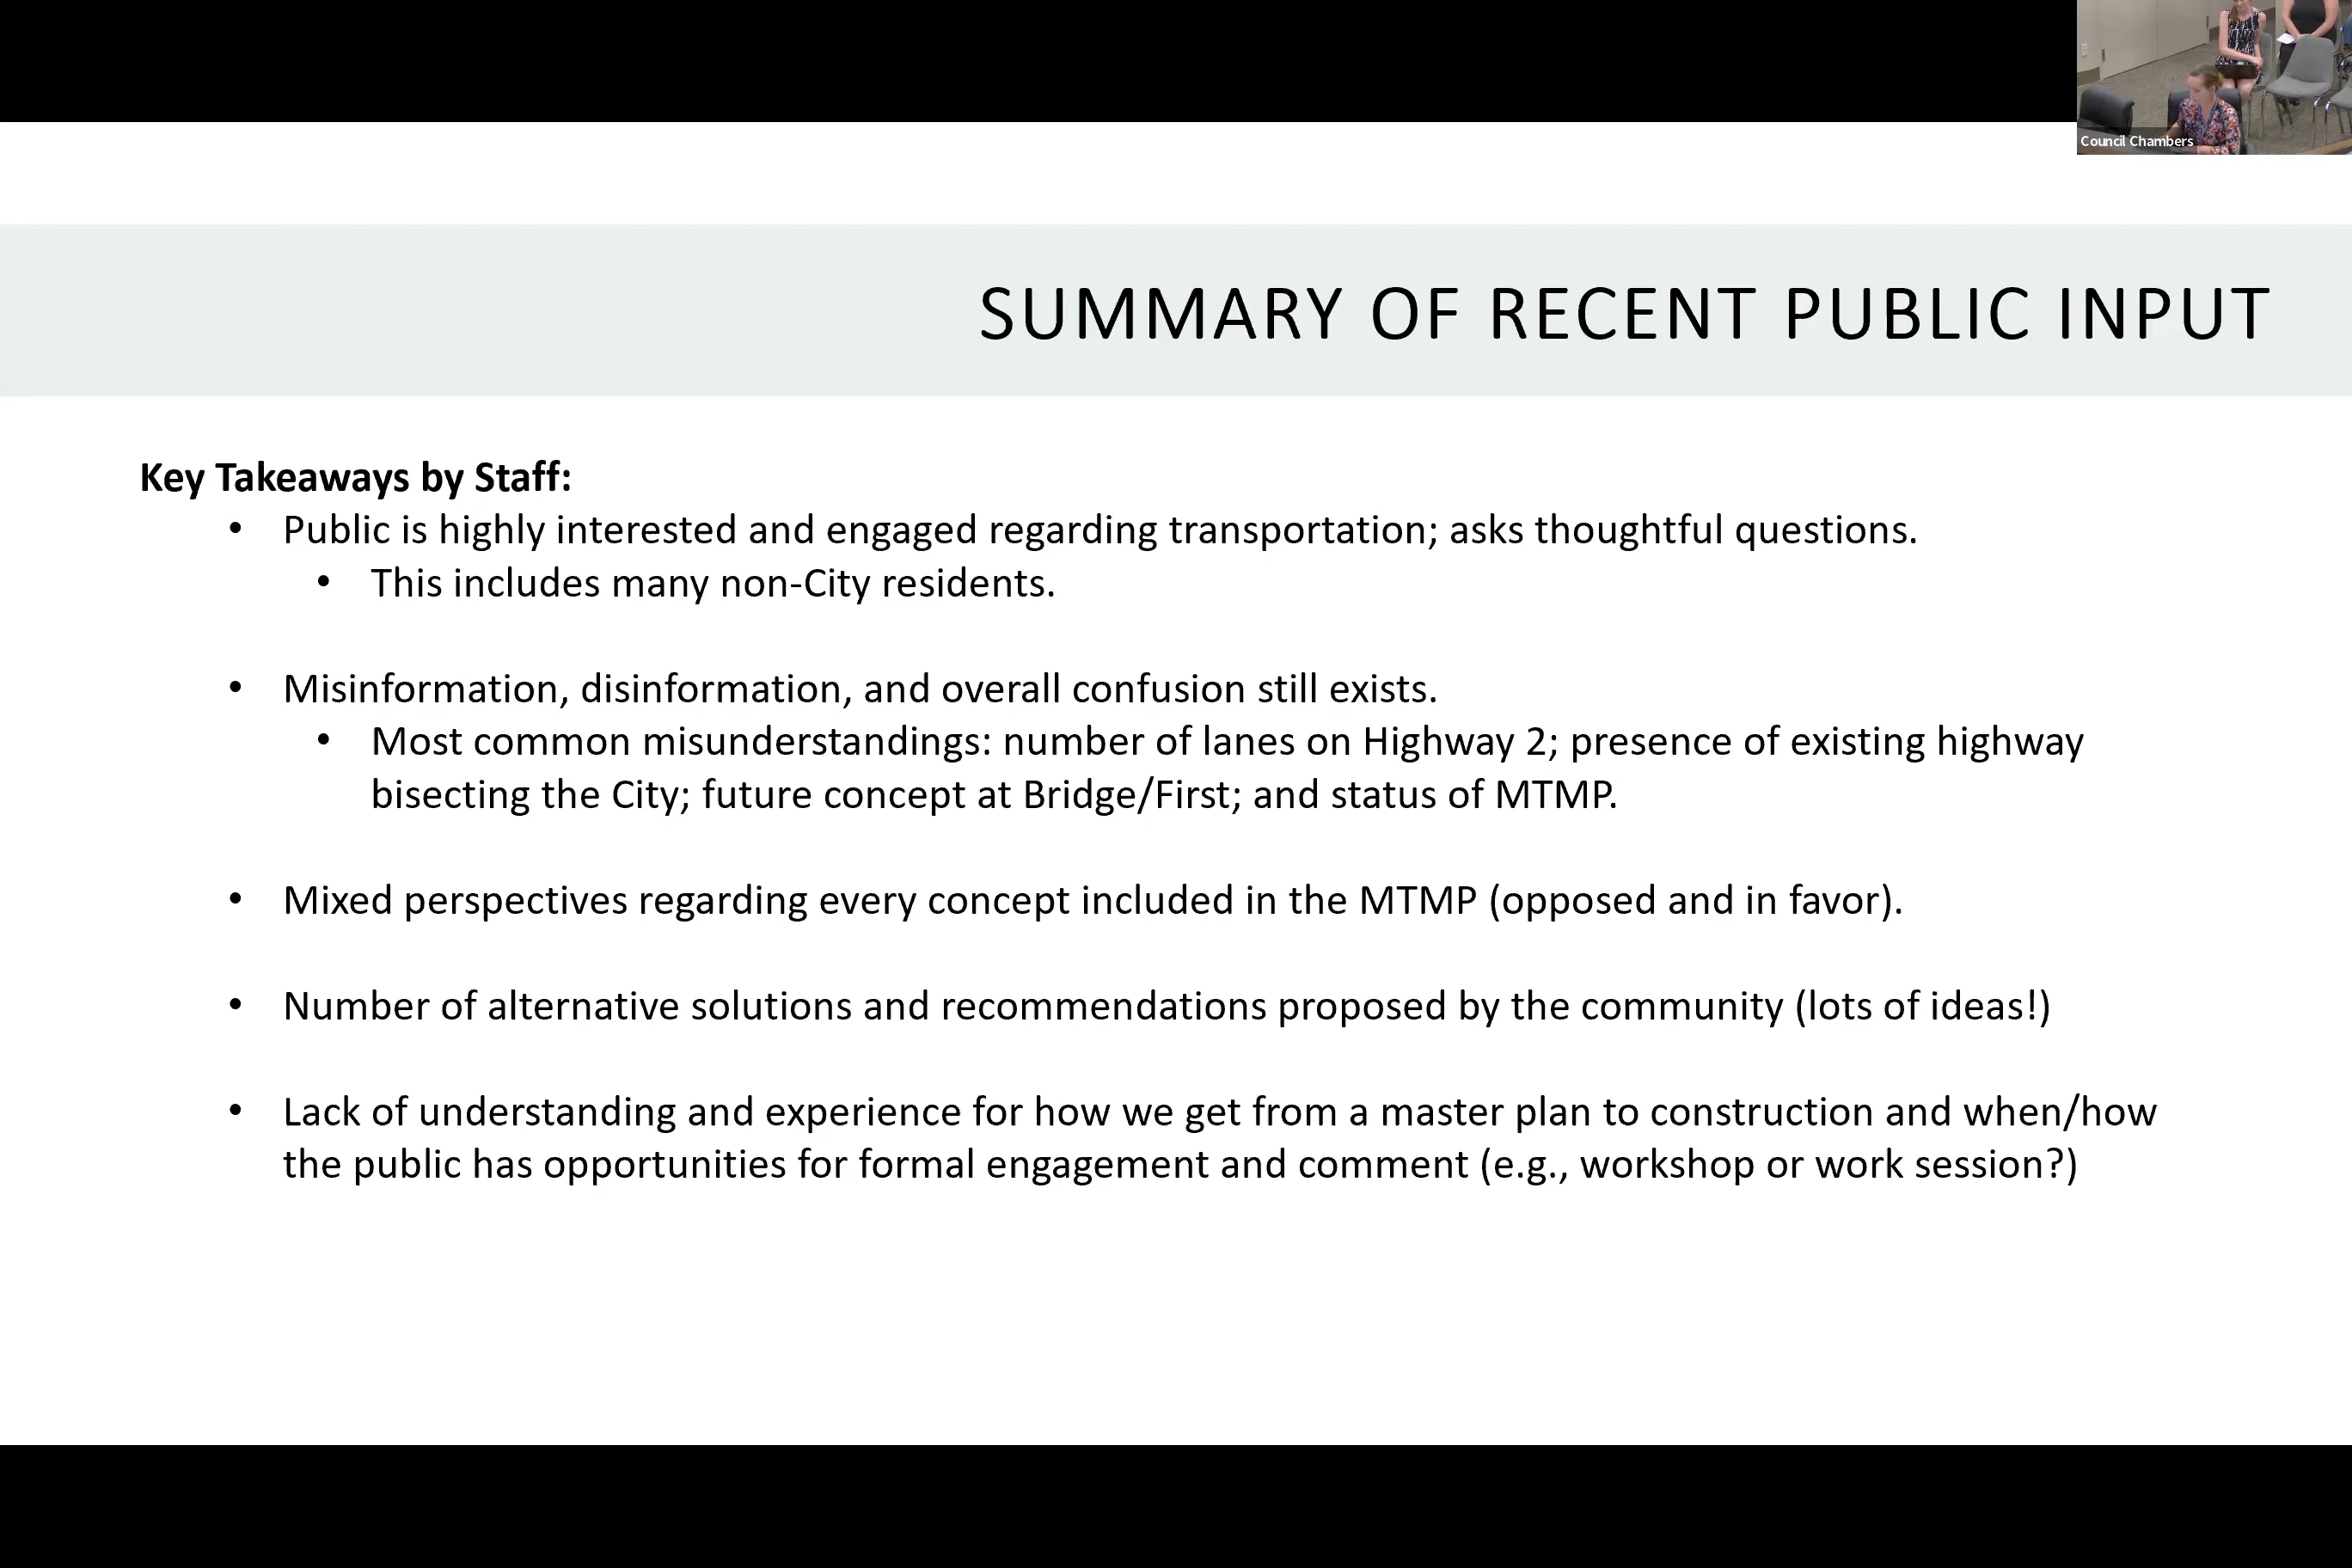 Council Chambers
SUMMARY OF RECENT PUBLIC INPUT
Key Takeaways by Staff:
• Public is highly interested and engaged regarding transportation; asks thoughtful questions.
• This includes many non-City residents.
• Misinformation, disinformation, and overall confusion still exists.
• Most common misunderstandings: number of lanes on Highway 2; presence of existing highway
bisecting the City; future concept at Bridge/First; and status of MTMP.
• Mixed perspectives regarding every concept included in the MTMP (opposed and in favor).
• Number of alternative solutions and recommendations proposed by the community (lots of ideas!)
• Lack of understanding and experience for how we get from a master plan to construction and when/how
the public has opportunities for formal engagement and comment (e.g., workshop or work session?)